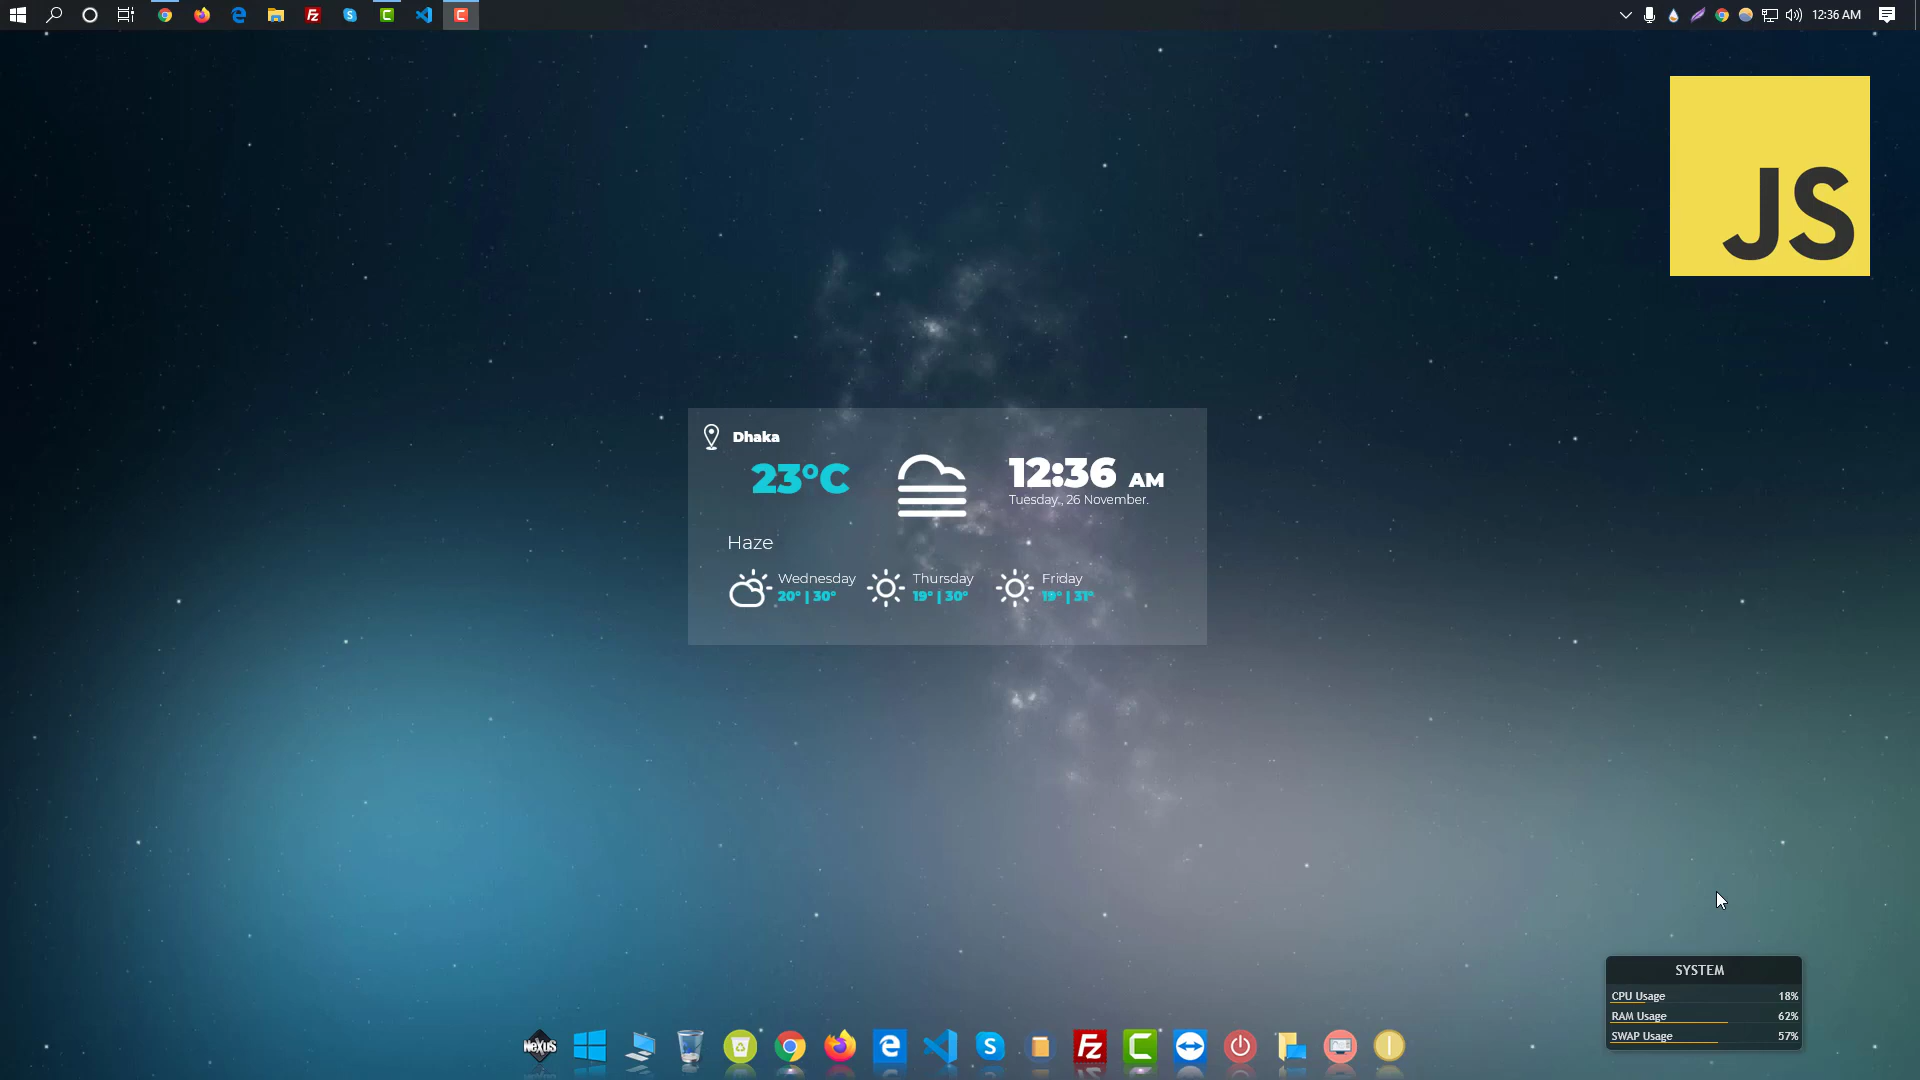 12:36 AM
JS
Dhaka
23°C
12:36 AM
Tuesday., 26 November.
Haze
Wednesday
20° | 30°
Thursday
19° | 30°
Friday
19° | 31°
SYSTEM
CPU Usage 18%
RAM Usage 62%
SWAP Usage 57%
NeXuS